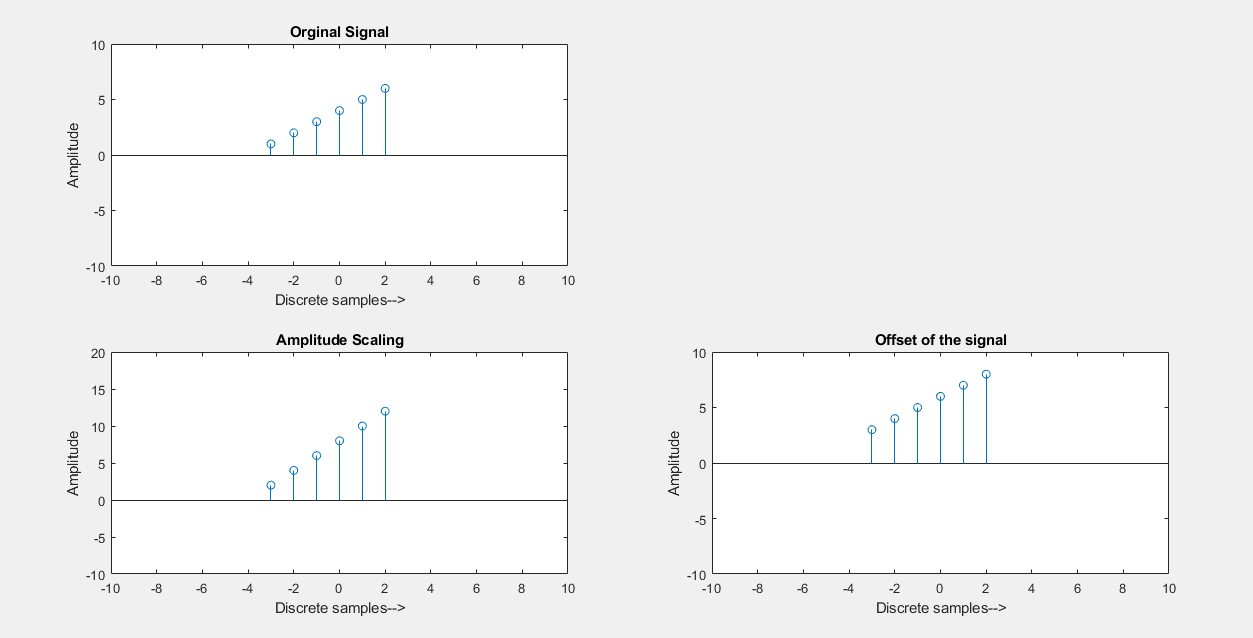 Orginal Signal
10
5
0
-5
-10
Amplitude
-10 -8 -6 -4 -2 0 2 4 6 8 10
Discrete samples-->
Amplitude Scaling
20
15
10
5
0
-5
-10
Amplitude
-10 -8 -6 -4 -2 0 2 4 6 8 10
Discrete samples-->
Offset of the signal
10
5
0
-5
-10
Amplitude
-10 -8 -6 -4 -2 0 2 4 6 8 10
Discrete samples-->